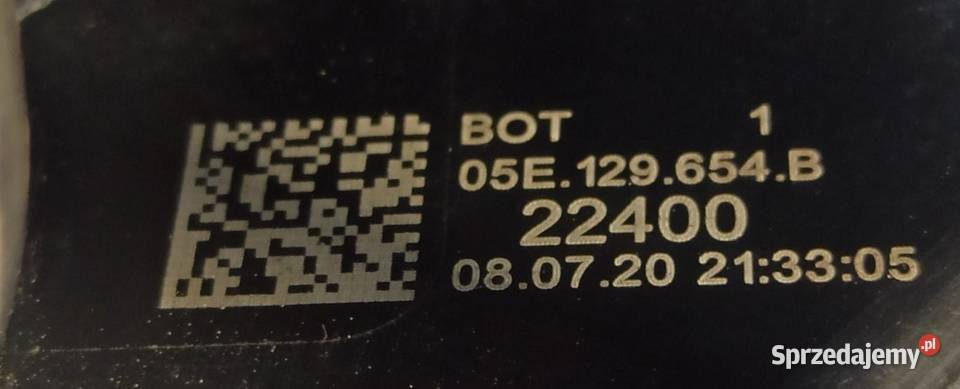 BOT 1
05E.129.654.B
22400
08.07.20 21:33:05
Sprzedajemy.pl